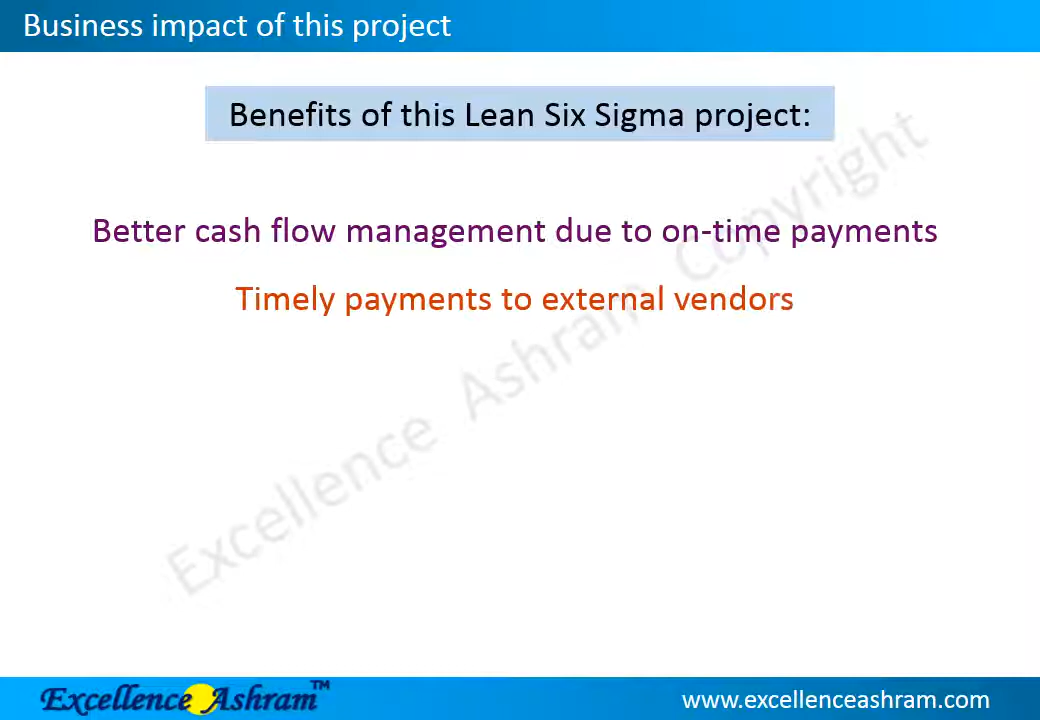 Business impact of this project
Benefits of this Lean Six Sigma project:
Better cash flow management due to on-time payments
Timely payments to external vendors
Excellence Ashram Copyright
Excellence Ashram™
www.excellenceashram.com